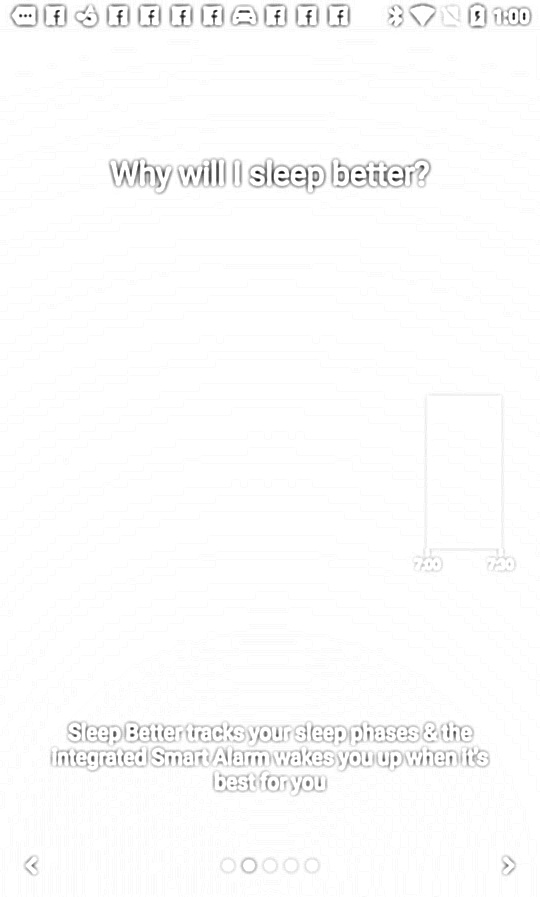 1:00
Why will I sleep better?
7:00 7:30
Sleep Better tracks your sleep phases & the
integrated Smart Alarm wakes you up when it's
best for you